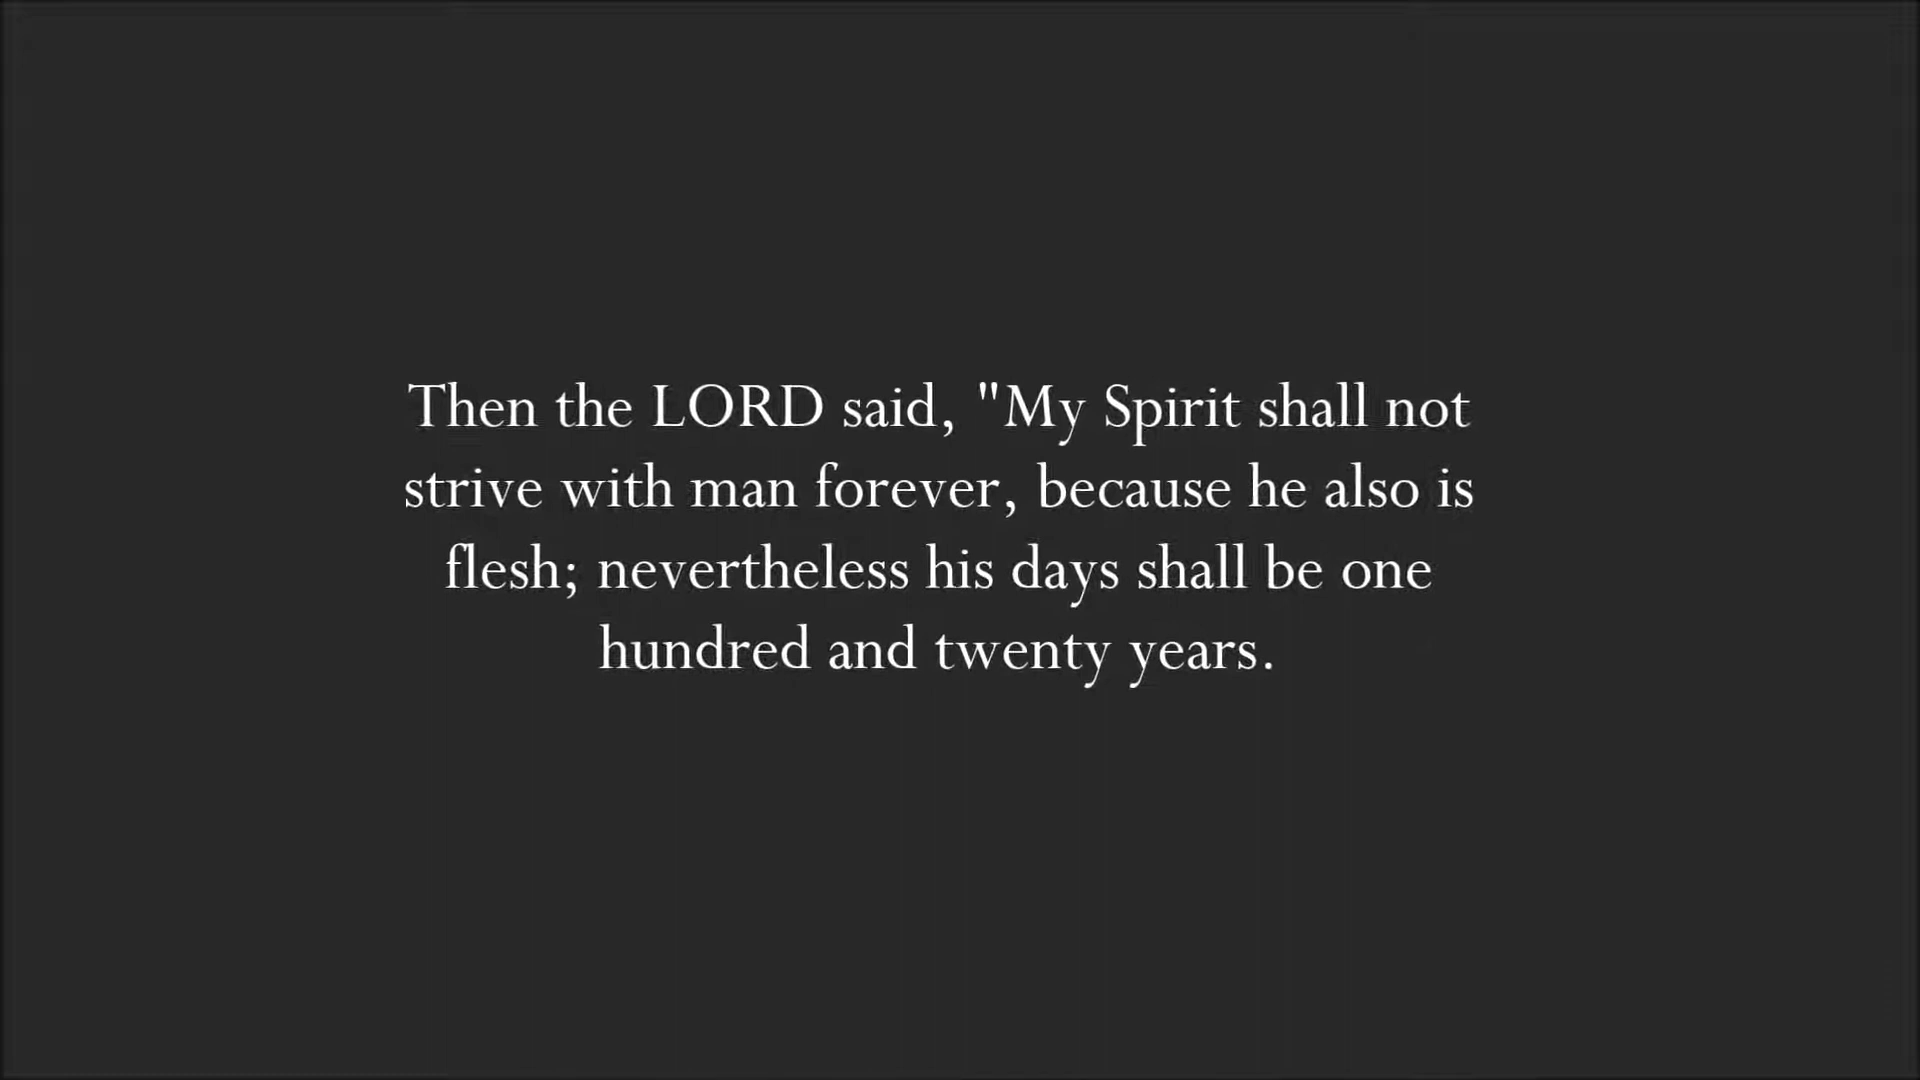 Then the LORD said, "My Spirit shall not
strive with man forever, because he also is
flesh; nevertheless his days shall be one
hundred and twenty years.